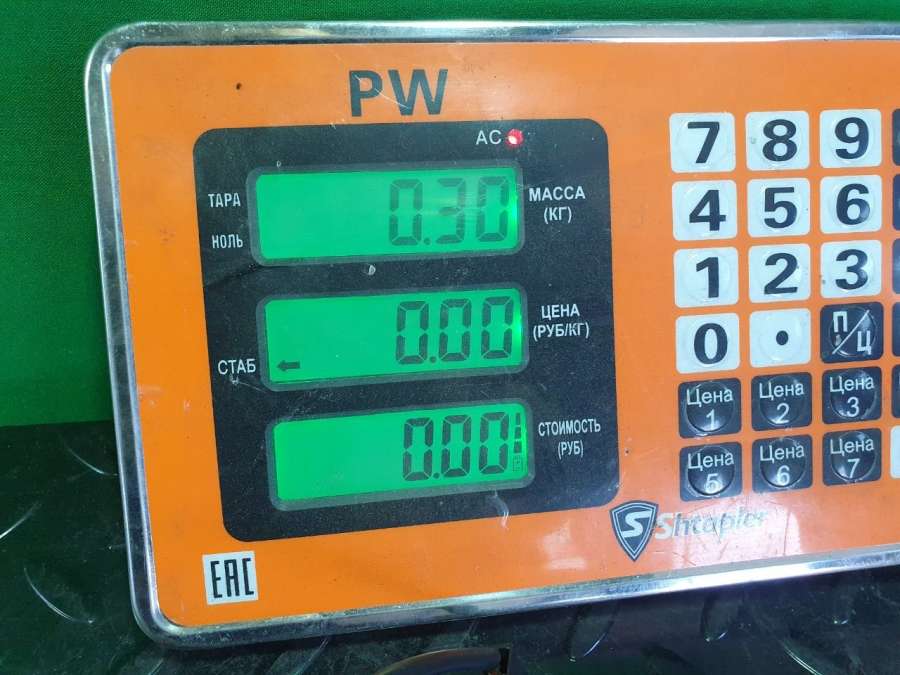 PW
AC
ТАРА
НОЛЬ
0.30
МАССА
(КГ)
СТАБ
←
0.00
ЦЕНА
(РУБ/КГ)
0.00
СТОИМОСТЬ
(РУБ)
7 8 9
4 5 6
1 2 3
0 . П/Ц
Цена 1 Цена 2 Цена 3
Цена 5 Цена 6 Цена 7
S Shtapler
EAC